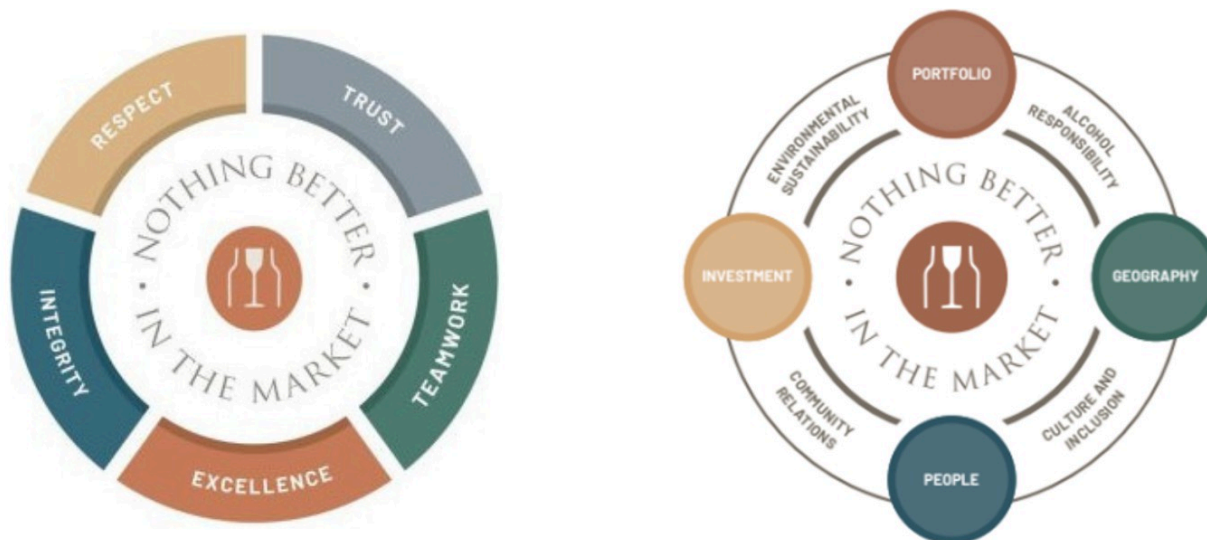 RESPECT
TRUST
INTEGRITY
TEAMWORK
EXCELLENCE
· NOTHING BETTER ·
IN THE MARKET
PORTFOLIO
ENVIRONMENTAL
SUSTAINABILITY
ALCOHOL
RESPONSIBILITY
INVESTMENT
GEOGRAPHY
· NOTHING BETTER ·
IN THE MARKET
COMMUNITY
RELATIONS
CULTURE AND
INCLUSION
PEOPLE